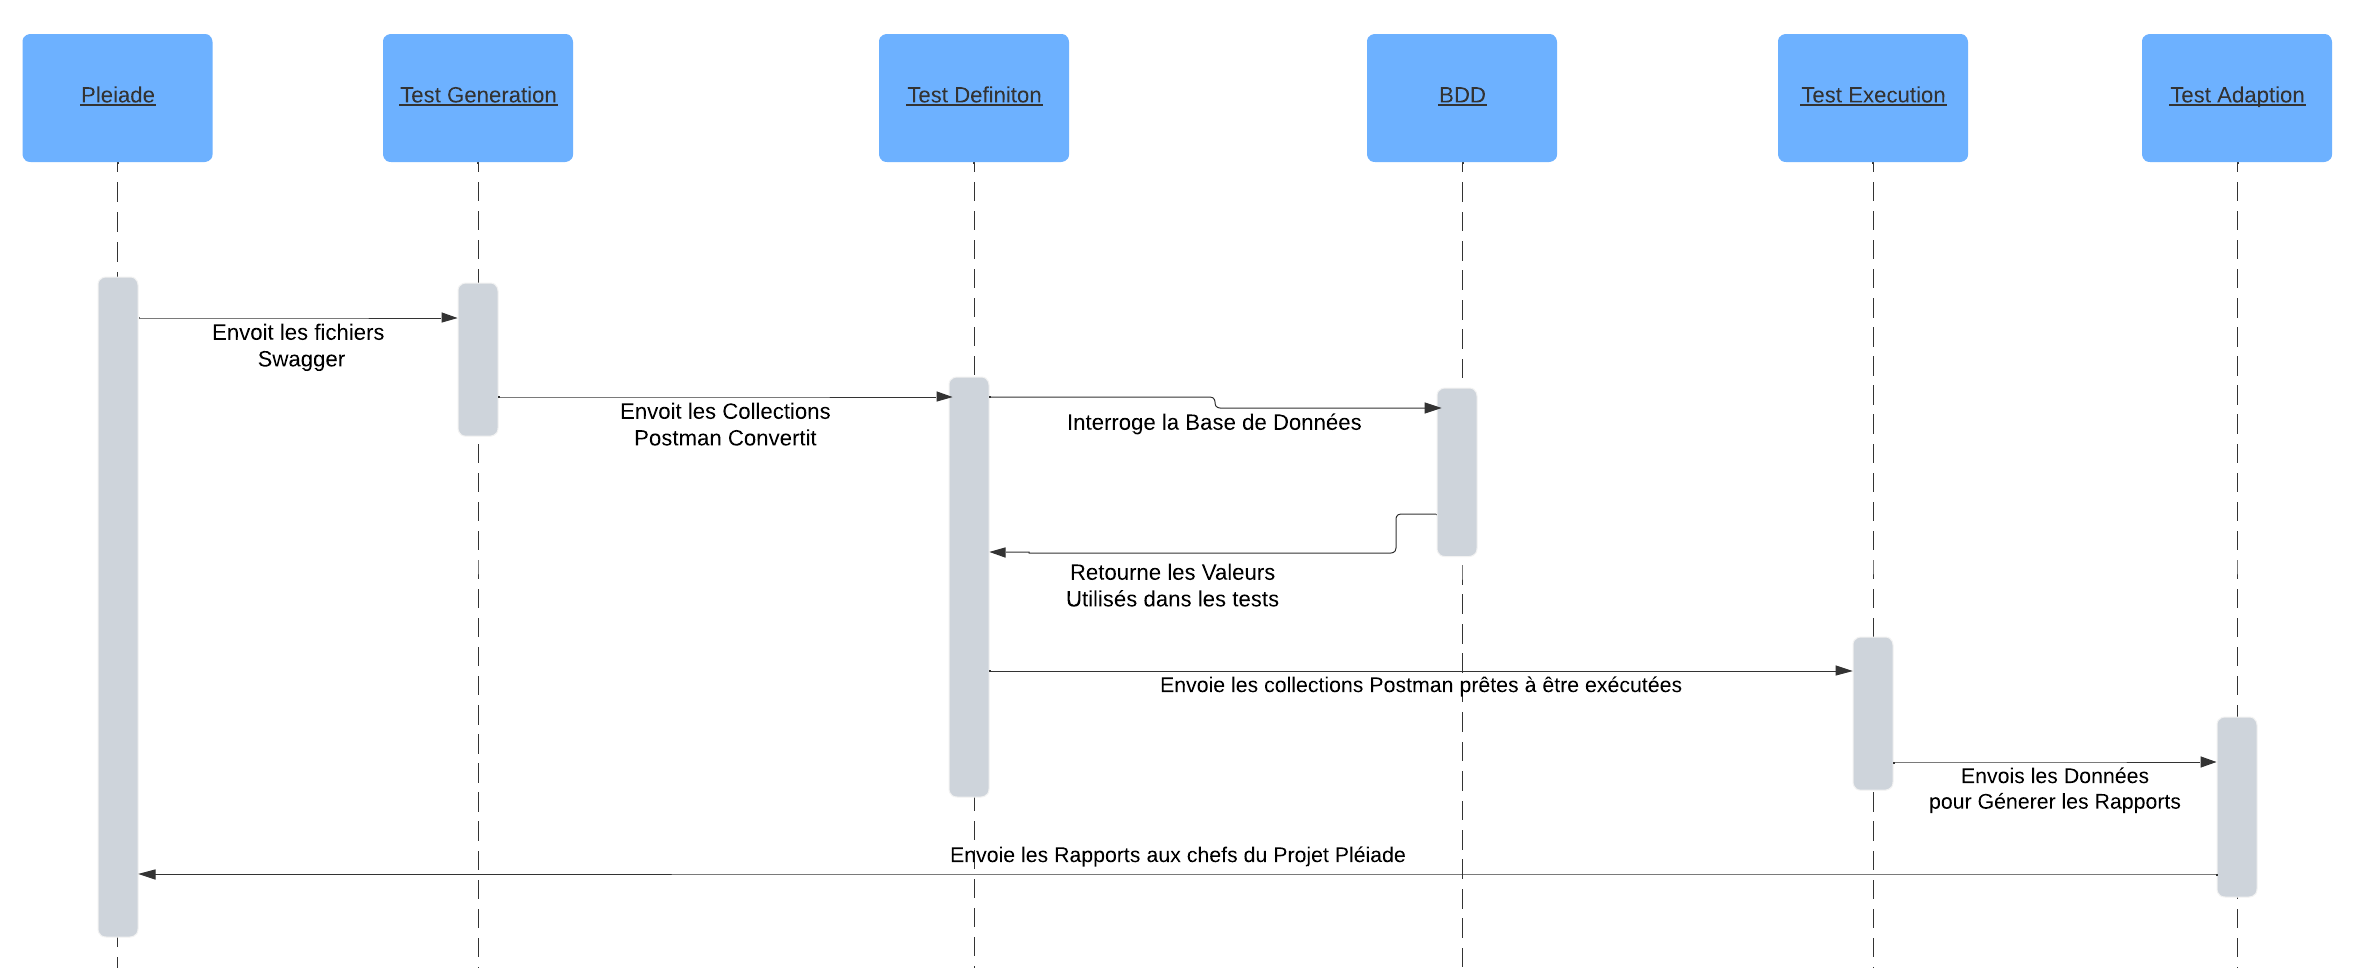 Pleiade
Test Generation
Test Definiton
BDD
Test Execution
Test Adaption
Envoit les fichiers
Swagger
Envoit les Collections
Postman Convertit
Interroge la Base de Données
Retourne les Valeurs
Utilisés dans les tests
Envoie les collections Postman prêtes à être exécutées
Envois les Données
pour Génerer les Rapports
Envoie les Rapports aux chefs du Projet Pléiade